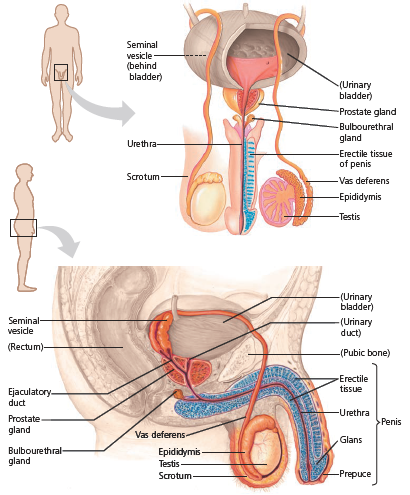 Seminal
vesicle
(behind
bladder)
(Urinary
bladder)
Prostate gland
Bulbourethral
gland
Urethra
Erectile tissue
of penis
Scrotum
Vas deferens
Epididymis
Testis
(Urinary
bladder)
Seminal
vesicle
(Urinary
duct)
(Rectum)
(Pubic bone)
Ejaculatory
duct
Erectile
tissue
Prostate
gland
Urethra
Penis
Vas deferens
Bulbourethral
gland
Glans
Epididymis
Testis
Scrotum
Prepuce